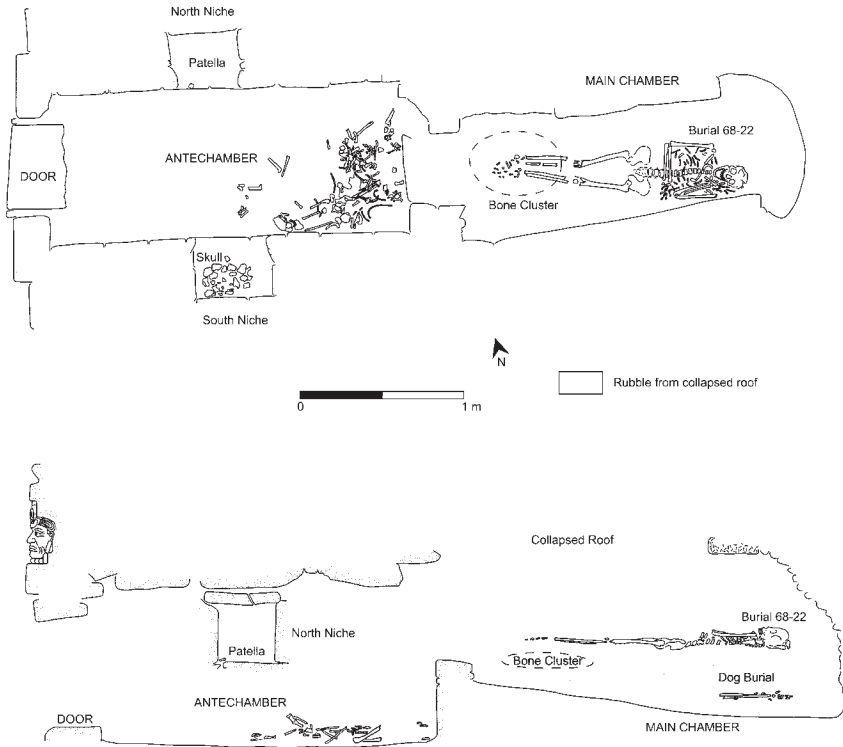 North Niche
Patella
MAIN CHAMBER
Burial 68-22
ANTECHAMBER
DOOR
Bone Cluster
Skull
South Niche
N
Rubble from collapsed roof
0 1 m
Collapsed Roof
Burial 68-22
North Niche
Patella
Bone Cluster
Dog Burial
ANTECHAMBER
DOOR
MAIN CHAMBER